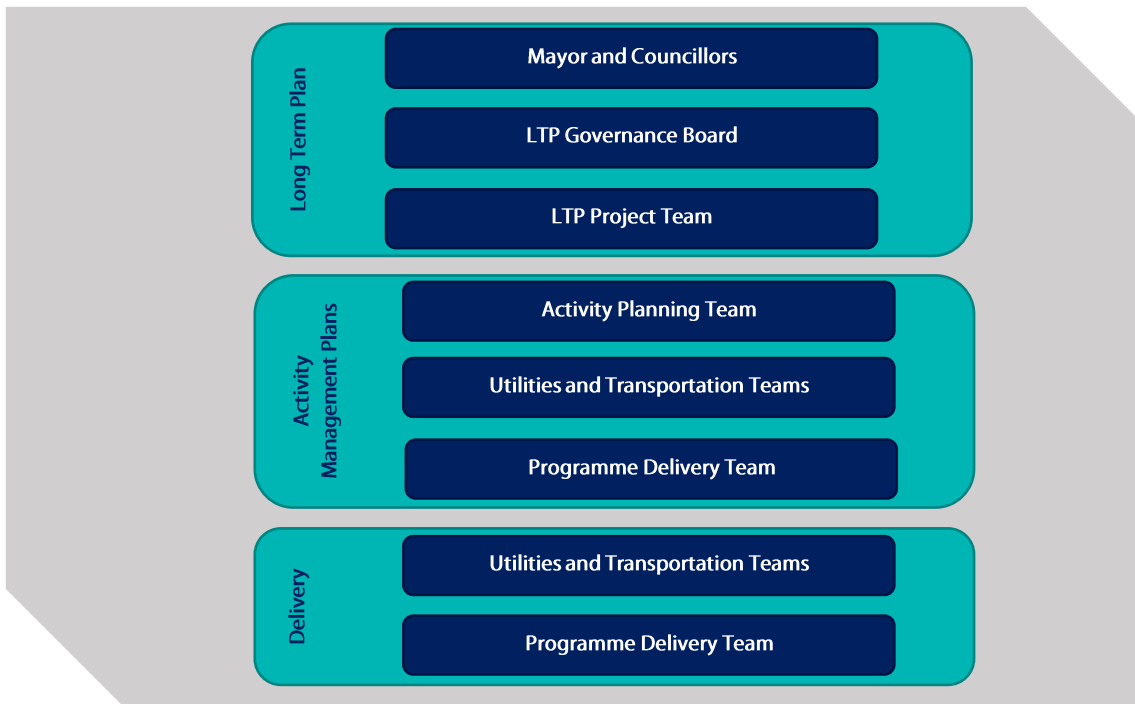 Long Term Plan
Mayor and Councillors
LTP Governance Board
LTP Project Team
Activity
Management Plans
Activity Planning Team
Utilities and Transportation Teams
Programme Delivery Team
Delivery
Utilities and Transportation Teams
Programme Delivery Team